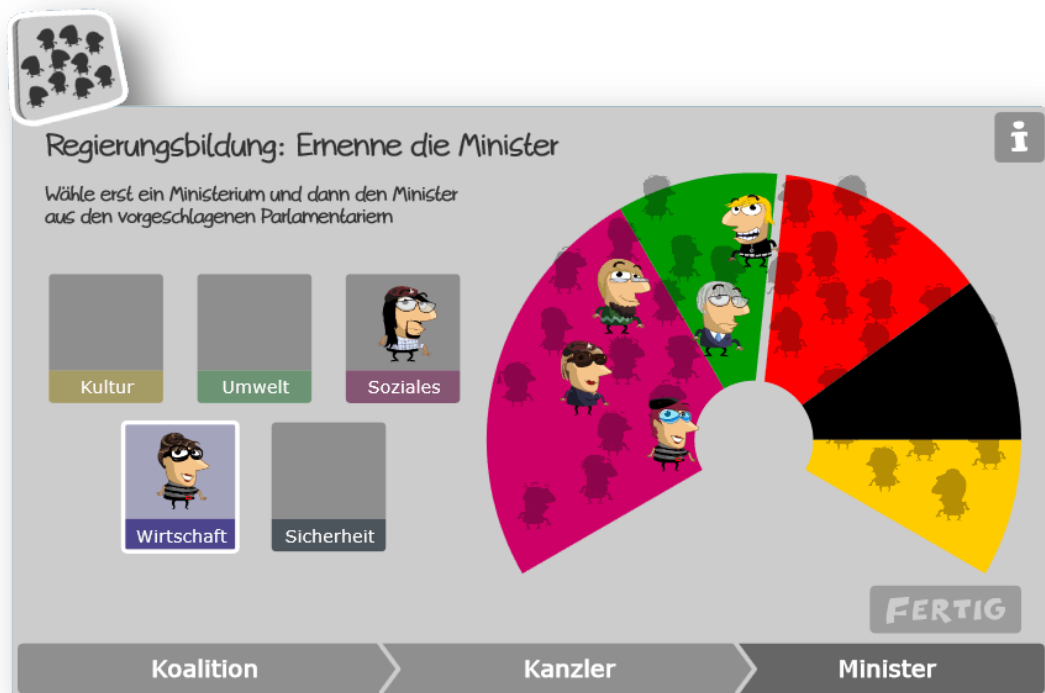 Regierungsbildung: Ernenne die Minister
Wähle erst ein Ministerium und dann den Minister
aus den vorgeschlagenen Parlamentariern
Kultur
Umwelt
Soziales
Wirtschaft
Sicherheit
FERTIG
Koalition
Kanzler
Minister